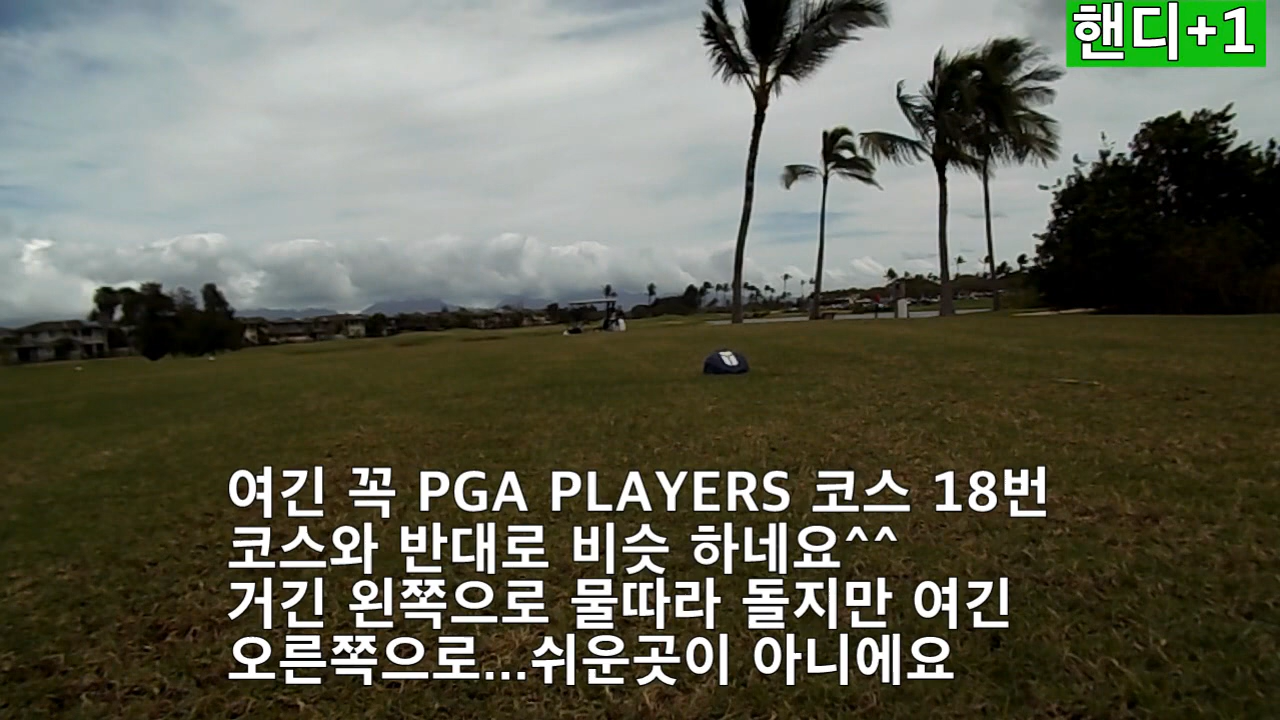 핸디+1
여긴 꼭 PGA PLAYERS 코스 18번
코스와 반대로 비슷 하네요^^
거긴 왼쪽으로 물따라 돌지만 여긴
오른쪽으로...쉬운곳이 아니에요